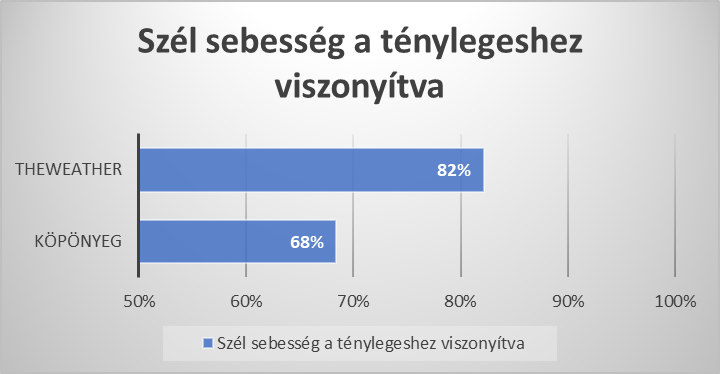 Szél sebesség a ténylegeshez
viszonyítva
THEWEATHER
82%
KÖPÖNYEG
68%
50%
60%
70%
80%
90%
100%
Szél sebesség a ténylegeshez viszonyítva